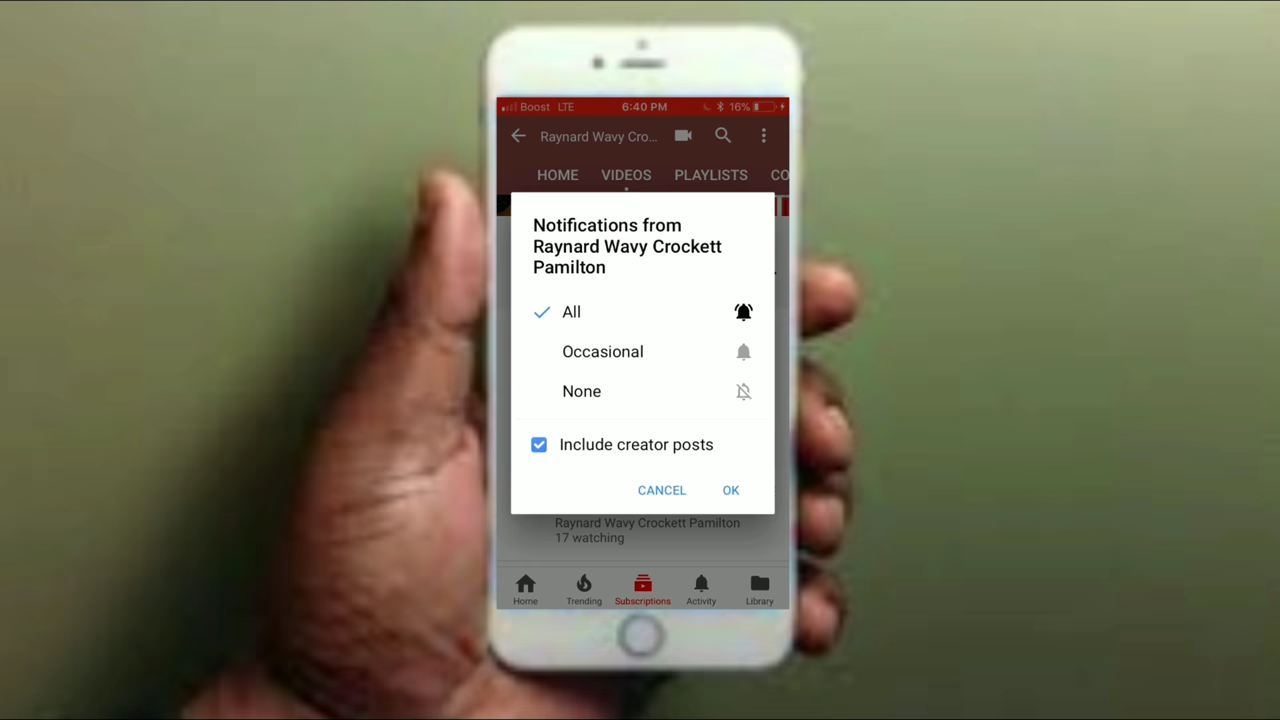 Boost LTE 6:40 PM 16%
Raynard Wavy Cro...
HOME VIDEOS PLAYLISTS CO
Notifications from
Raynard Wavy Crockett
Pamilton
All
Occasional
None
Include creator posts
CANCEL OK
Raynard Wavy Crockett Pamilton
17 watching
Home Trending Subscriptions Activity Library